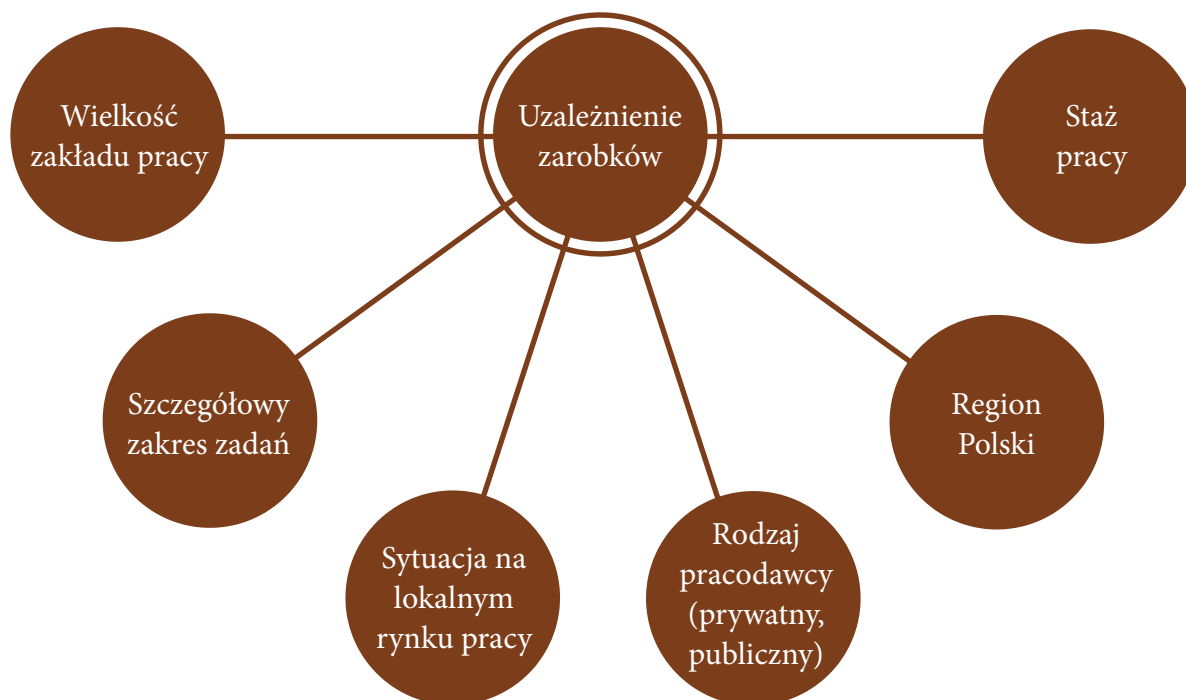 Wielkość
zakładu pracy
Uzależnienie
zarobków
Staż
pracy
Szczegółowy
zakres zadań
Region
Polski
Sytuacja na
lokalnym
rynku pracy
Rodzaj
pracodawcy
(prywatny,
publiczny)